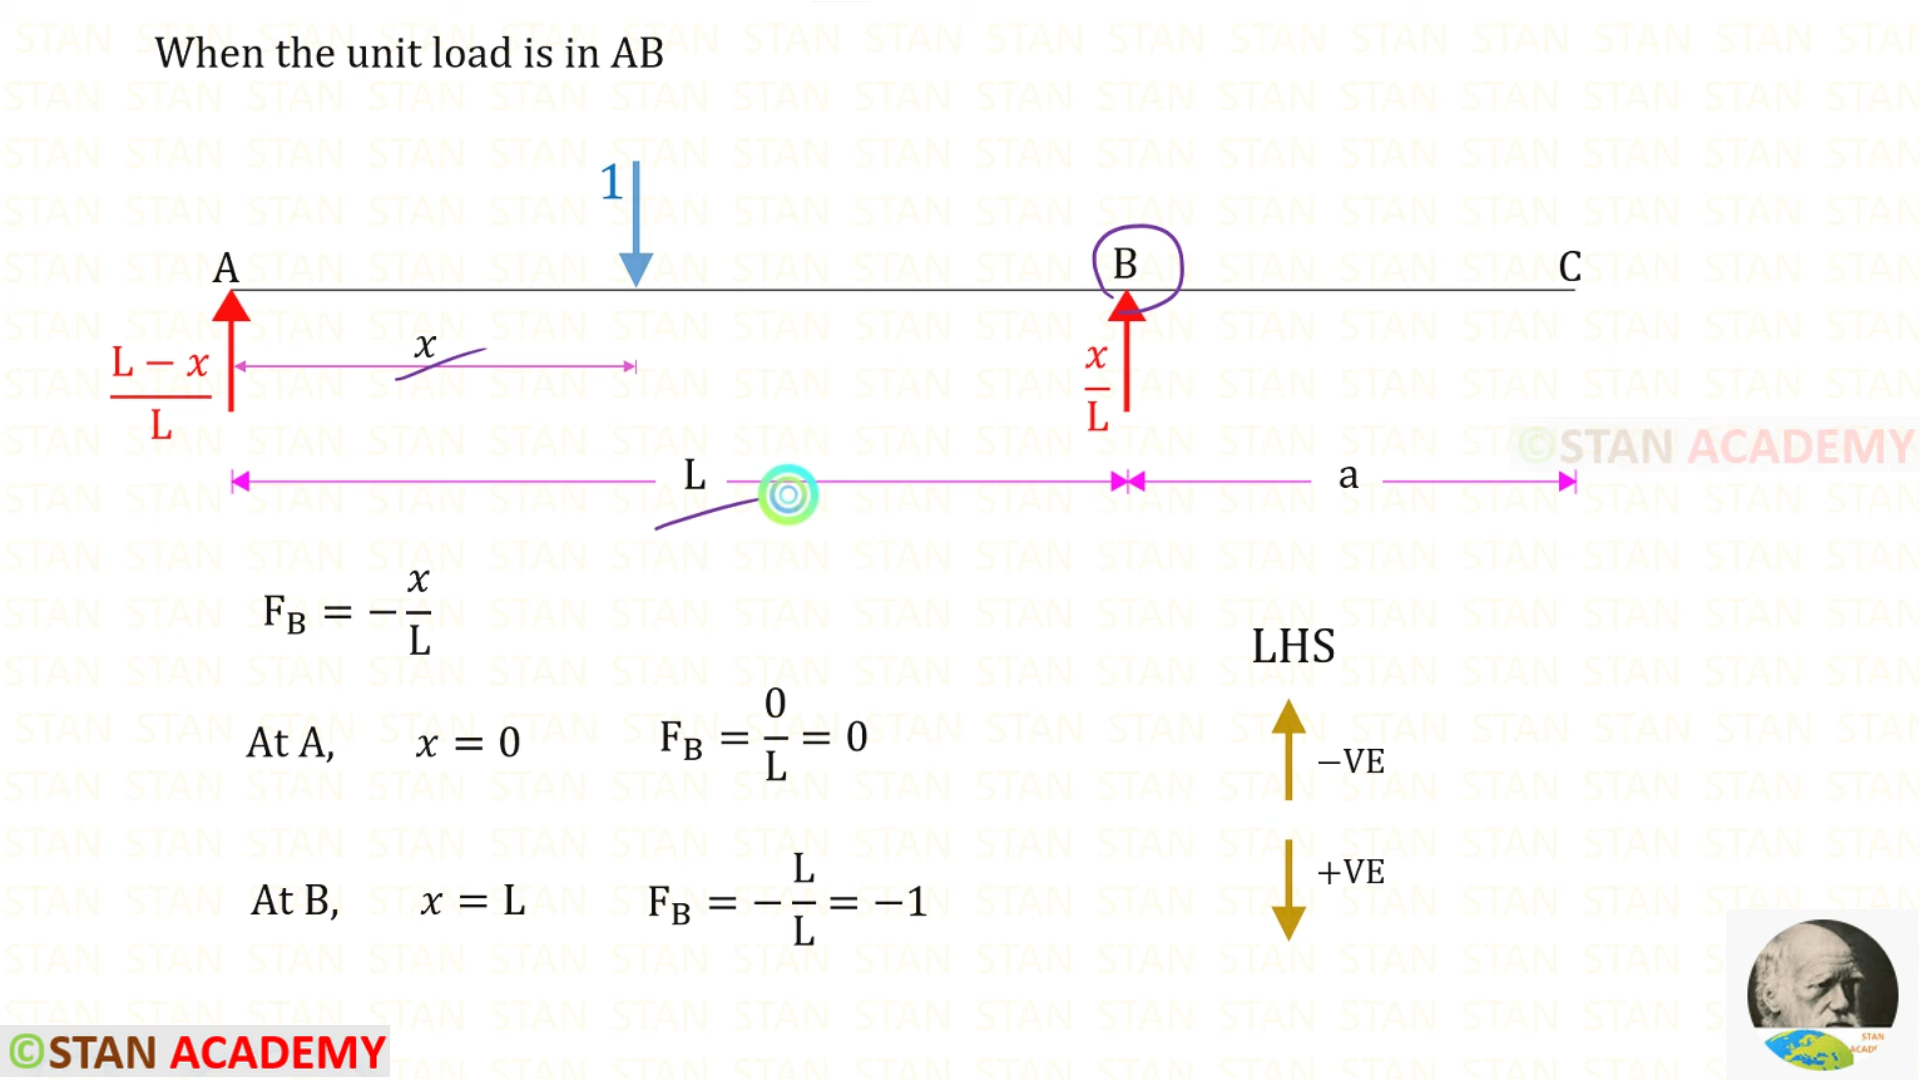 When the unit load is in AB
1
A
B
C
x
L − x
L
x
L
L
a
©STAN ACADEMY
F_B = − x/L
LHS
At A, x = 0 F_B = 0/L = 0
−VE
+VE
At B, x = L F_B = − L/L = −1
©STAN ACADEMY
STAN